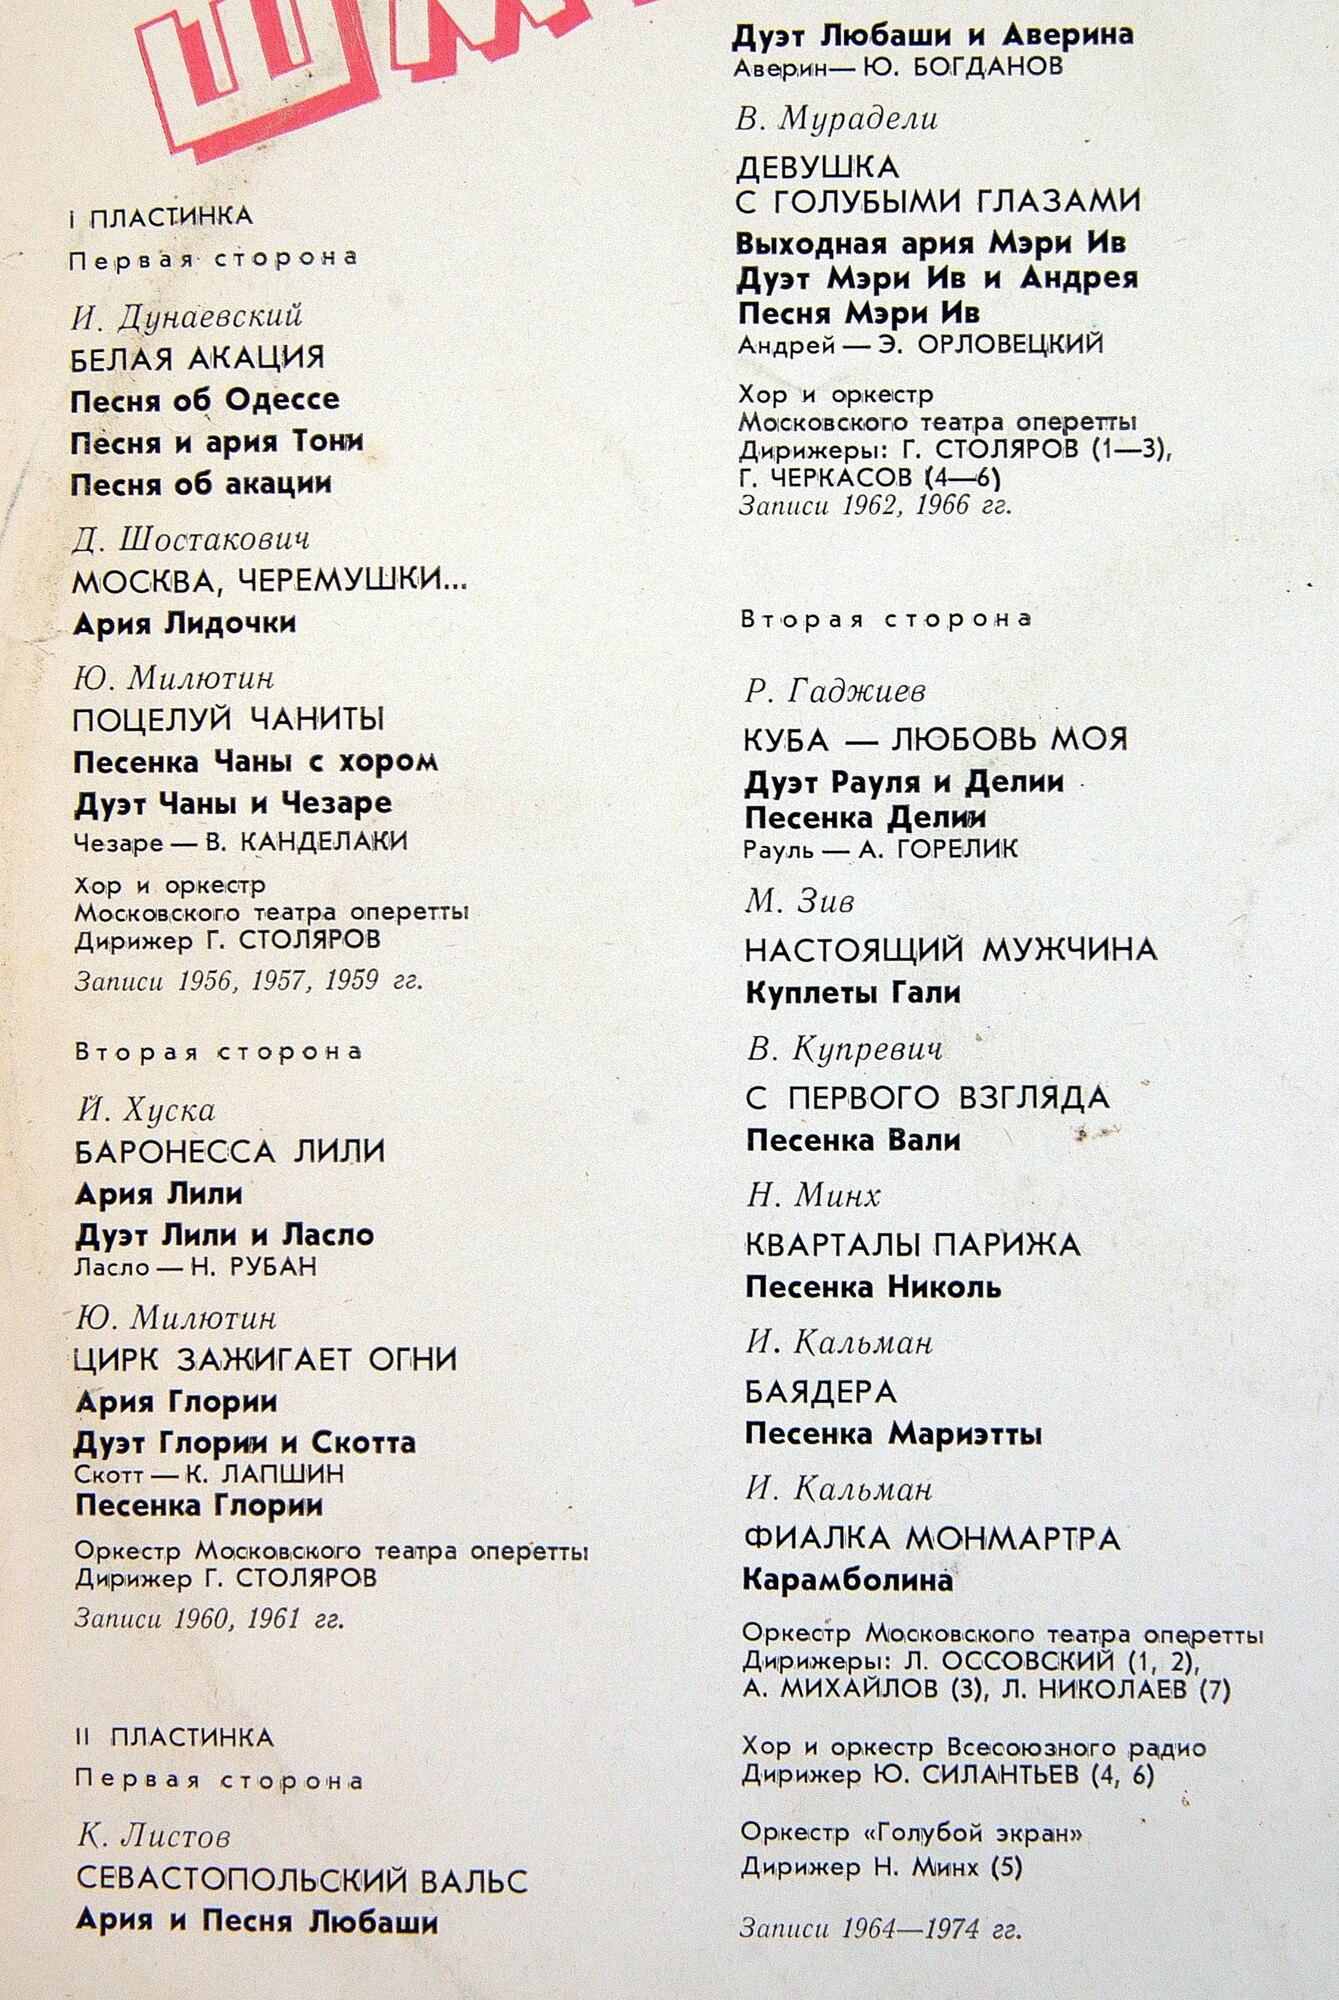 I ПЛАСТИНКА
Первая сторона
И. Дунаевский
БЕЛАЯ АКАЦИЯ
Песня об Одессе
Песня и ария Тони
Песня об акации
Д. Шостакович
МОСКВА, ЧЕРЕМУШКИ...
Ария Лидочки
Ю. Милютин
ПОЦЕЛУЙ ЧАНИТЫ
Песенка Чаны с хором
Дуэт Чаны и Чезаре
Чезаре — В. КАНДЕЛАКИ
Хор и оркестр
Московского театра оперетты
Дирижер Г. СТОЛЯРОВ
Записи 1956, 1957, 1959 гг.
Вторая сторона
Й. Хуска
БАРОНЕССА ЛИЛИ
Ария Лили
Дуэт Лили и Ласло
Ласло — Н. РУБАН
Ю. Милютин
ЦИРК ЗАЖИГАЕТ ОГНИ
Ария Глории
Дуэт Глории и Скотта
Скотт — К. ЛАПШИН
Песенка Глории
Оркестр Московского театра оперетты
Дирижер Г. СТОЛЯРОВ
Записи 1960, 1961 гг.
II ПЛАСТИНКА
Первая сторона
К. Листов
СЕВАСТОПОЛЬСКИЙ ВАЛЬС
Ария и Песня Любаши
Дуэт Любаши и Аверина
Аверин — Ю. БОГДАНОВ
В. Мурадели
ДЕВУШКА
С ГОЛУБЫМИ ГЛАЗАМИ
Выходная ария Мэри Ив
Дуэт Мэри Ив и Андрея
Песня Мэри Ив
Андрей — Э. ОРЛОВЕЦКИЙ
Хор и оркестр
Московского театра оперетты
Дирижеры: Г. СТОЛЯРОВ (1—3),
Г. ЧЕРКАСОВ (4—6)
Записи 1962, 1966 гг.
Вторая сторона
Р. Гаджиев
КУБА — ЛЮБОВЬ МОЯ
Дуэт Рауля и Делии
Песенка Делии
Рауль — А. ГОРЕЛИК
М. Зив
НАСТОЯЩИЙ МУЖЧИНА
Куплеты Гали
В. Купревич
С ПЕРВОГО ВЗГЛЯДА
Песенка Вали
Н. Минх
КВАРТАЛЫ ПАРИЖА
Песенка Николь
И. Кальман
БАЯДЕРА
Песенка Мариэтты
И. Кальман
ФИАЛКА МОНМАРТРА
Карамболина
Оркестр Московского театра оперетты
Дирижеры: Л. ОССОВСКИЙ (1, 2),
А. МИХАЙЛОВ (3), Л. НИКОЛАЕВ (7)
Хор и оркестр Всесоюзного радио
Дирижер Ю. СИЛАНТЬЕВ (4, 6)
Оркестр «Голубой экран»
Дирижер Н. Минх (5)
Записи 1964—1974 гг.